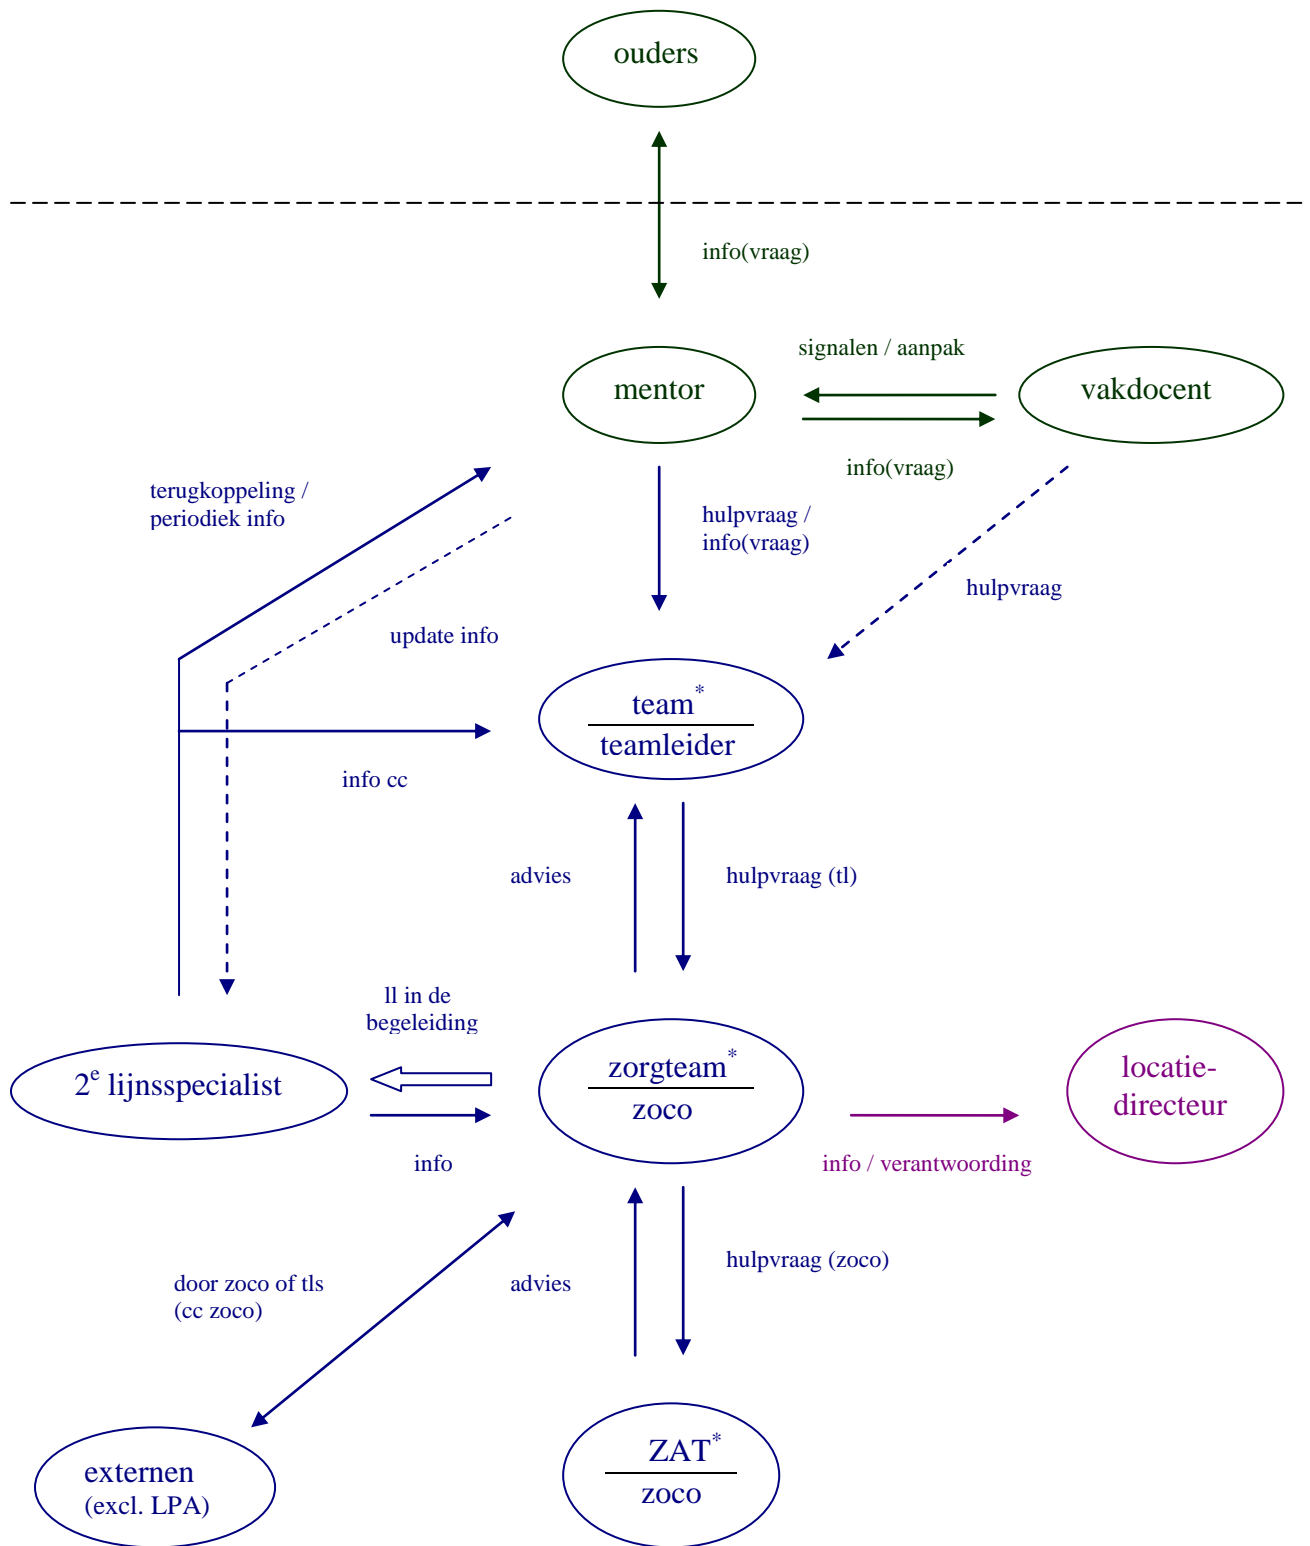 ouders
info(vraag)
signalen / aanpak
mentor
vakdocent
info(vraag)
terugkoppeling /
periodiek info
hulpvraag /
info(vraag)
hulpvraag
update info
team*
teamleider
info cc
advies
hulpvraag (tl)
ll in de
begeleiding
2e lijnsspecialist
zorgteam*
zoco
locatie-
directeur
info
info / verantwoording
hulpvraag (zoco)
door zoco of tls
(cc zoco)
advies
ZAT*
zoco
externen
(excl. LPA)